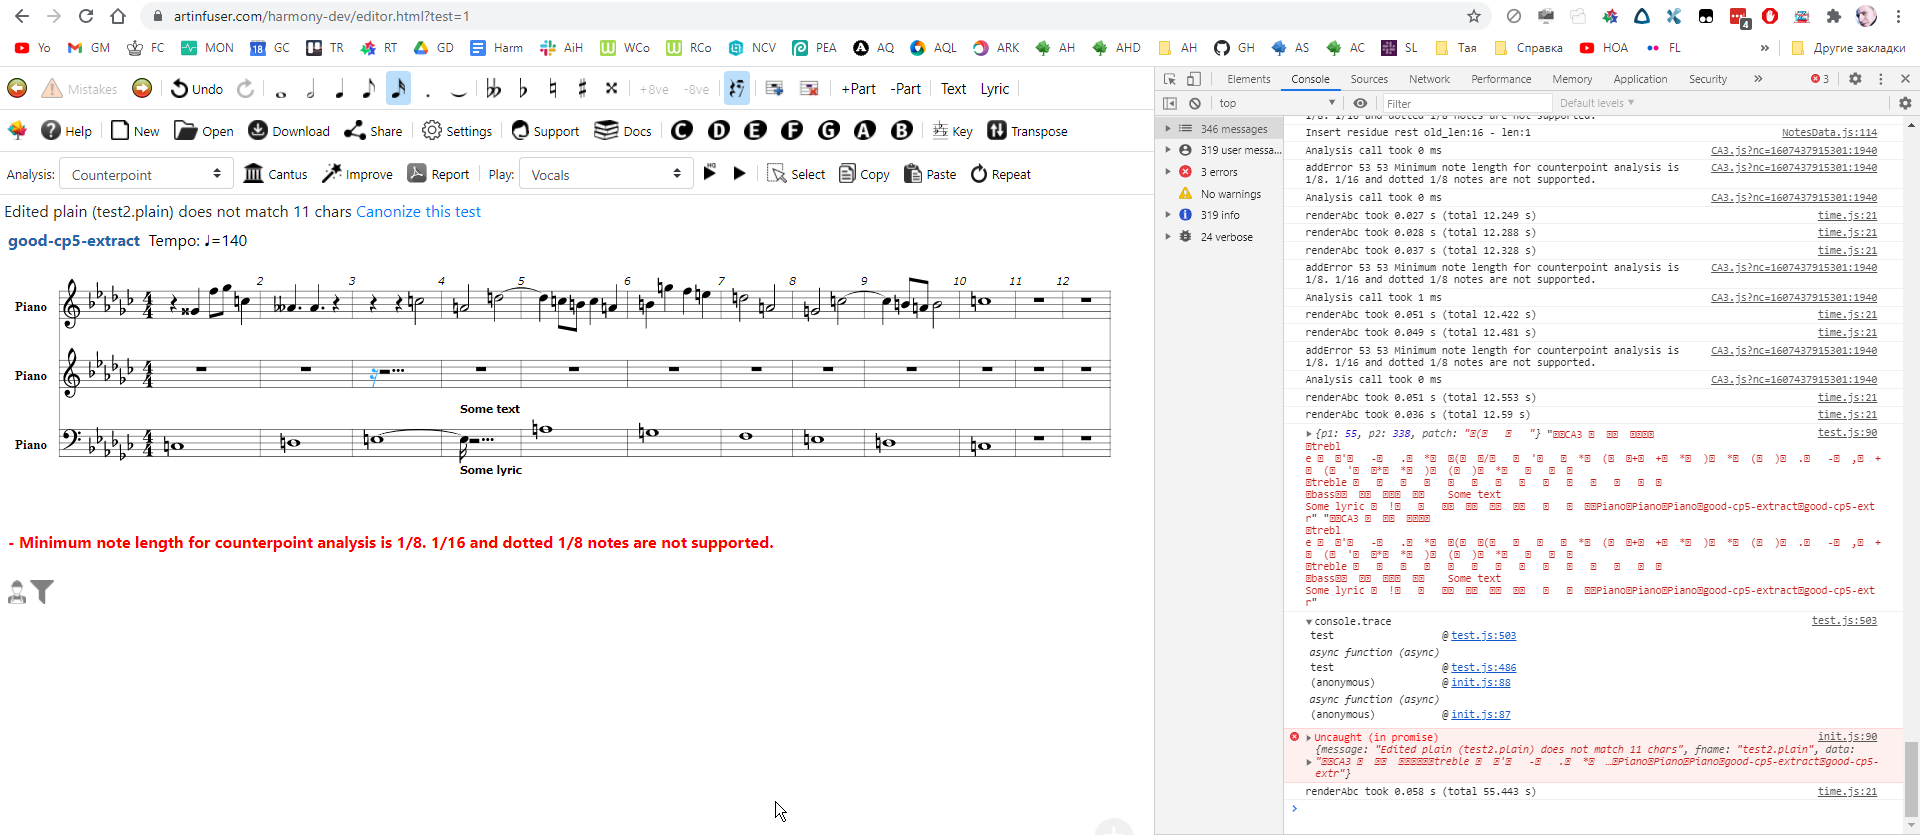 artinfuser.com/harmony-dev/editor.html?test=1
Yo GM FC MON GC TR RT GD Harm AiH WCo RCo NCV PEA AQ AQL ARK AH AHD AH GH AS AC SL Тая Справка HOA FL » Другие закладки
Mistakes Undo +8ve -8ve +Part -Part Text Lyric
Help New Open Download Share Settings Support Docs C D E F G A B Key Transpose
Analysis: Counterpoint Cantus Improve Report Play: Vocals Select Copy Paste Repeat
Edited plain (test2.plain) does not match 11 chars Canonize this test
good-cp5-extract Tempo: ♩=140
2 3 4 5 6 7 8 9 10 11 12
Piano
Piano
Some text
Piano
Some lyric
- Minimum note length for counterpoint analysis is 1/8. 1/16 and dotted 1/8 notes are not supported.
Elements Console Sources Network Performance Memory Application Security » 3
top Filter Default levels ▼
346 messages
319 user messa...
3 errors
No warnings
319 info
24 verbose
1/8. 1/16 and dotted 1/8 notes are not supported.
Insert residue rest old_len:16 - len:1 NotesData.js:114
Analysis call took 0 ms CA3.js?nc=1607437915301:1940
addError 53 53 Minimum note length for counterpoint analysis is CA3.js?nc=1607437915301:1940
1/8. 1/16 and dotted 1/8 notes are not supported.
Analysis call took 0 ms CA3.js?nc=1607437915301:1940
renderAbc took 0.027 s (total 12.249 s) time.js:21
renderAbc took 0.028 s (total 12.288 s) time.js:21
renderAbc took 0.037 s (total 12.328 s) time.js:21
addError 53 53 Minimum note length for counterpoint analysis is CA3.js?nc=1607437915301:1940
1/8. 1/16 and dotted 1/8 notes are not supported.
Analysis call took 1 ms CA3.js?nc=1607437915301:1940
renderAbc took 0.051 s (total 12.422 s) time.js:21
renderAbc took 0.049 s (total 12.481 s) time.js:21
addError 53 53 Minimum note length for counterpoint analysis is CA3.js?nc=1607437915301:1940
1/8. 1/16 and dotted 1/8 notes are not supported.
Analysis call took 0 ms CA3.js?nc=1607437915301:1940
renderAbc took 0.051 s (total 12.553 s) time.js:21
renderAbc took 0.036 s (total 12.59 s) time.js:21
{p1: 55, p2: 338, patch: "( "} "CA3 test.js:90
trebl
e
treble
bass Some text
Some lyric Piano Piano Piano good-cp5-ext
r" "CA3
trebl
e
treble
bass Some text
Some lyric Piano Piano Piano good-cp5-extract good-cp5-ext
r"
console.trace test.js:503
test @ test.js:503
async function (async)
test @ test.js:486
(anonymous) @ init.js:88
async function (async)
(anonymous) @ init.js:87
Uncaught (in promise) init.js:90
{message: "Edited plain (test2.plain) does not match 11 chars", fname: "test2.plain", data:
"CA3 treble …Piano Piano Piano good-cp5-extract good-cp5-
extr"}
renderAbc took 0.058 s (total 55.443 s) time.js:21